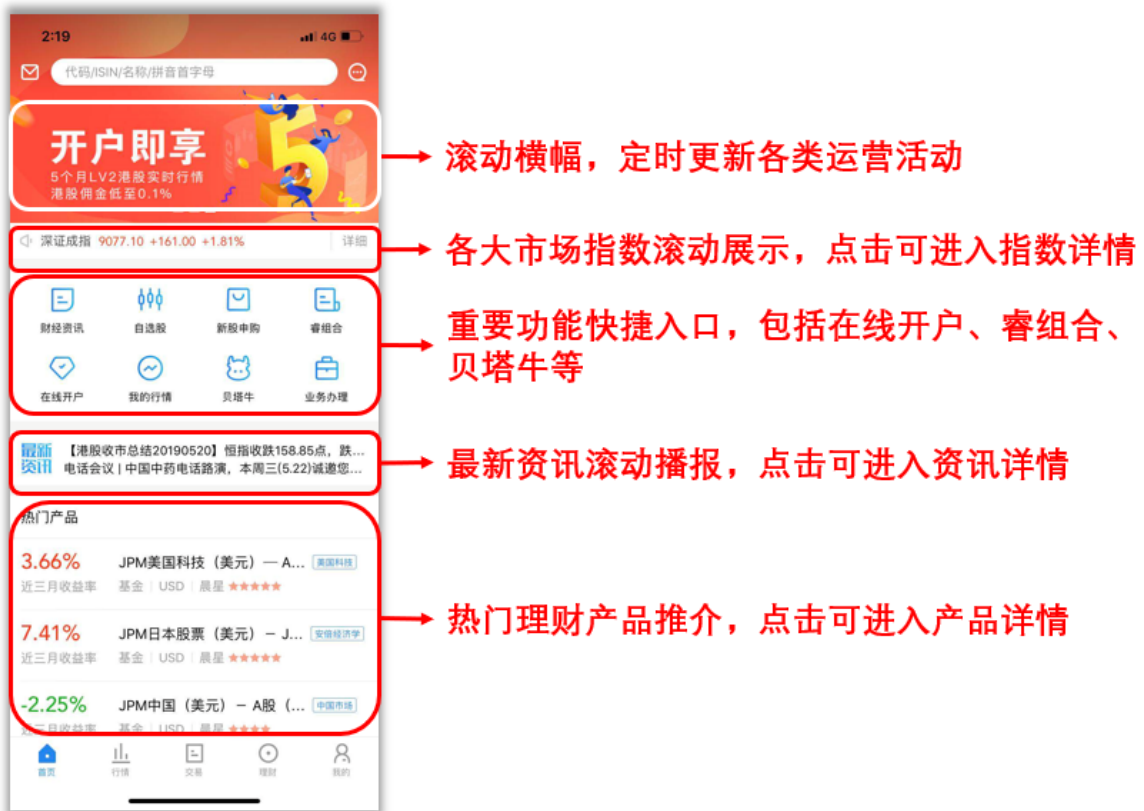 2:19
4G
代码/ISIN/名称/拼音首字母
开户即享
5个月LV2港股实时行情
港股佣金低至0.1%
5
滚动横幅，定时更新各类运营活动
深证成指 9077.10 +161.00 +1.81% 详细
各大市场指数滚动展示，点击可进入指数详情
财经资讯 自选股 新股申购 睿组合
在线开户 我的行情 贝塔牛 业务办理
重要功能快捷入口，包括在线开户、睿组合、
贝塔牛等
最新
资讯
【港股收市总结20190520】恒指收跌158.85点，跌...
电话会议 | 中国中药电话路演，本周三(5.22)诚邀您...
最新资讯滚动播报，点击可进入资讯详情
热门产品
3.66% JPM美国科技（美元）— A... 美国科技
近三月收益率 基金 | USD | 晨星 ★★★★★
7.41% JPM日本股票（美元）– J... 安倍经济学
近三月收益率 基金 | USD | 晨星 ★★★★★
-2.25% JPM中国（美元）– A股（... 中国市场
近三月收益率 基金 | USD | 晨星 ★★★★
热门理财产品推介，点击可进入产品详情
首页 行情 交易 理财 我的